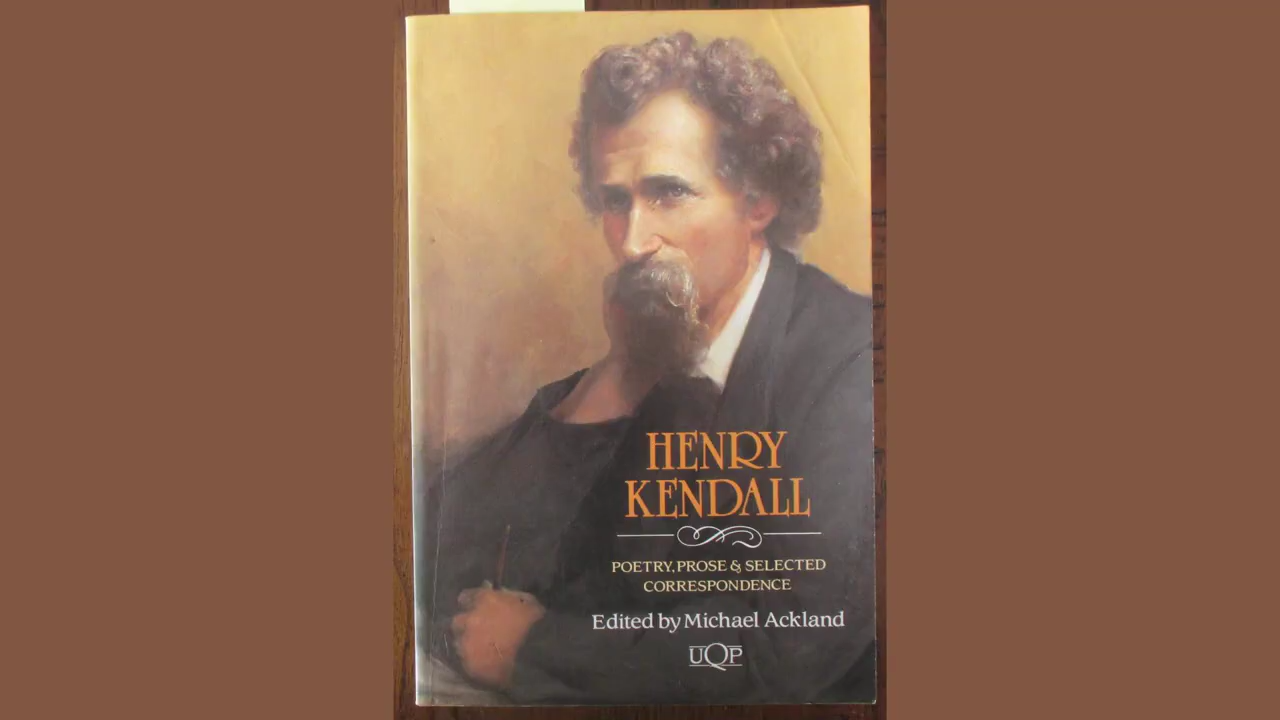 HENRY
KENDALL
POETRY, PROSE & SELECTED
CORRESPONDENCE
Edited by Michael Ackland
UQP